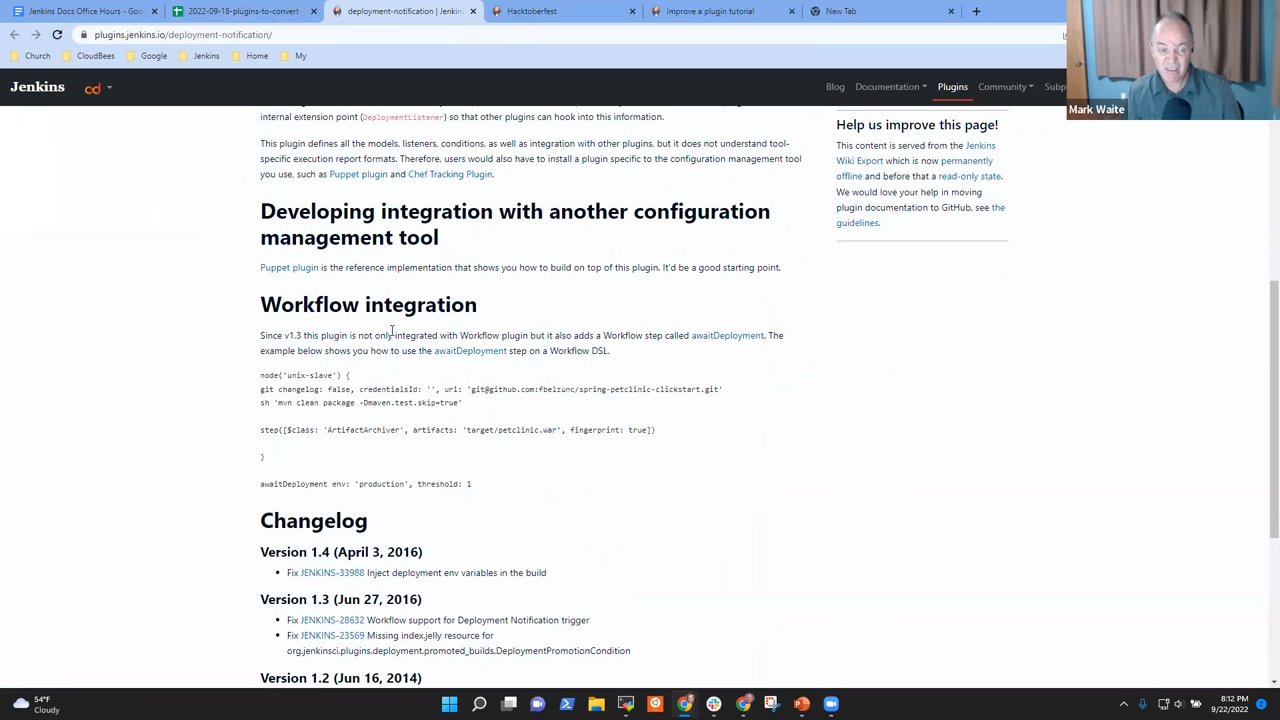 Jenkins Docs Office Hours - Goo
2022-09-18-plugins-to-convert-
deployment-notification | Jenkin
Hacktoberfest
Improve a plugin tutorial
New Tab
plugins.jenkins.io/deployment-notification/
Church
CloudBees
Google
Jenkins
Home
My
Jenkins
cd
Blog
Documentation
Plugins
Community
Subp
Mark Waite
internal extension point (DeploymentListener) so that other plugins can hook into this information.
This plugin defines all the models, listeners, conditions, as well as integration with other plugins, but it does not understand tool-
specific execution report formats. Therefore, users would also have to install a plugin specific to the configuration management tool
you use, such as Puppet plugin and Chef Tracking Plugin.
Developing integration with another configuration
management tool
Puppet plugin is the reference implementation that shows you how to build on top of this plugin. It'd be a good starting point.
Workflow integration
Since v1.3 this plugin is not only integrated with Workflow plugin but it also adds a Workflow step called awaitDeployment. The
example below shows you how to use the awaitDeployment step on a Workflow DSL.
node('unix-slave') {
git changelog: false, credentialsId: '', url: 'git@github.com:fbelzunc/spring-petclinic-clickstart.git'
sh 'mvn clean package -Dmaven.test.skip=true'
step([$class: 'ArtifactArchiver', artifacts: 'target/petclinic.war', fingerprint: true])
}
awaitDeployment env: 'production', threshold: 1
Changelog
Version 1.4 (April 3, 2016)
Fix JENKINS-33988 Inject deployment env variables in the build
Version 1.3 (Jun 27, 2016)
Fix JENKINS-28632 Workflow support for Deployment Notification trigger
Fix JENKINS-23569 Missing index.jelly resource for
org.jenkinsci.plugins.deployment.promoted_builds.DeploymentPromotionCondition
Version 1.2 (Jun 16, 2014)
Help us improve this page!
This content is served from the Jenkins
Wiki Export which is now permanently
offline and before that a read-only state.
We would love your help in moving
plugin documentation to GitHub, see the
guidelines.
54°F
Cloudy
8:12 PM
9/22/2022